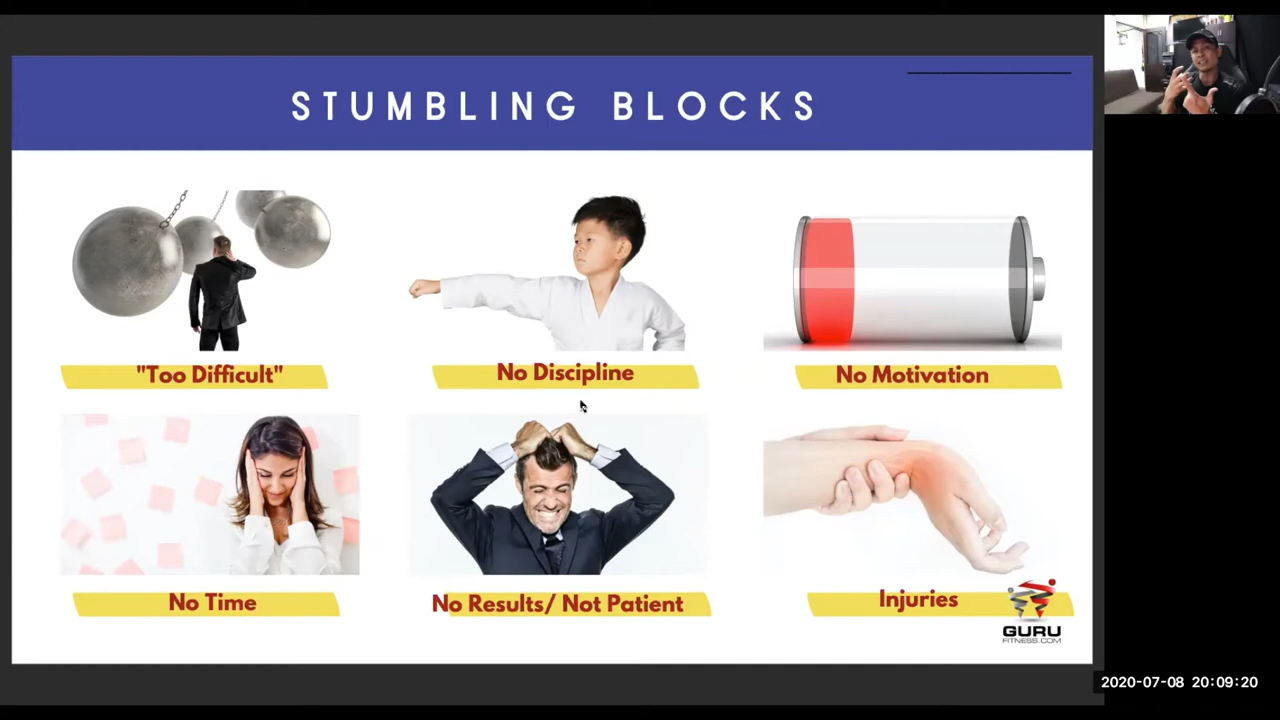 STUMBLING BLOCKS
"Too Difficult"
No Discipline
No Motivation
No Time
No Results/ Not Patient
Injuries
GURU
FITNESS.COM
2020-07-08 20:09:20